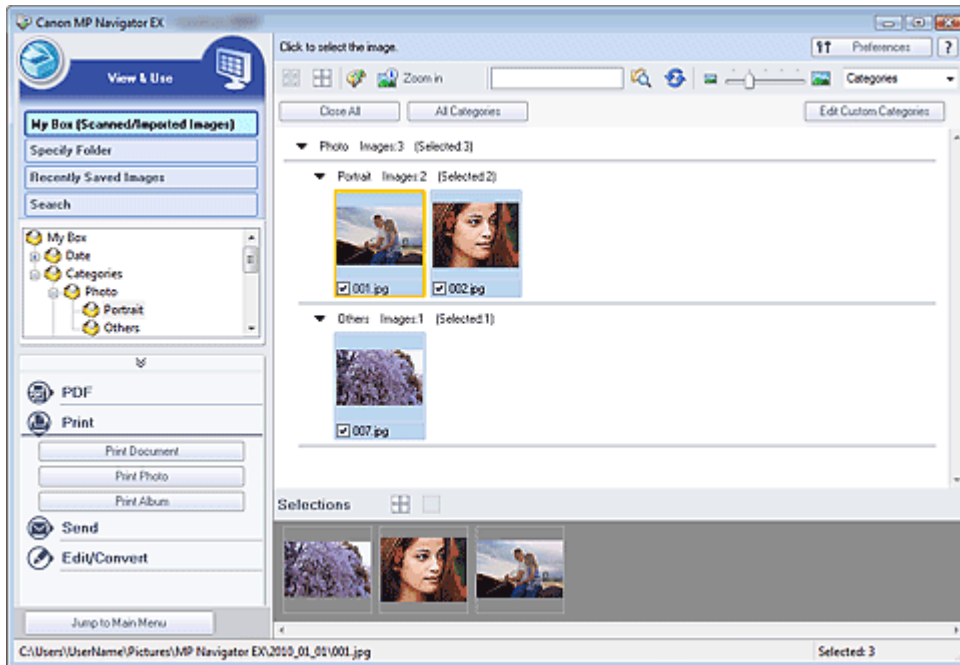 Canon MP Navigator EX
View & Use
My Box (Scanned/Imported Images)
Specify Folder
Recently Saved Images
Search
My Box
Date
Categories
Photo
Portrait
Others
PDF
Print
Print Document
Print Photo
Print Album
Send
Edit/Convert
Jump to Main Menu
Click to select the image.
Preferences
?
Zoom in
Categories
Close All
All Categories
Edit Custom Categories
Photo Images:3 (Selected:3)
Portrait Images:2 (Selected:2)
001.jpg
002.jpg
Others Images:1 (Selected:1)
007.jpg
Selections
C:\Users\UserName\Pictures\MP Navigator EX\2010_01_01\001.jpg
Selected: 3